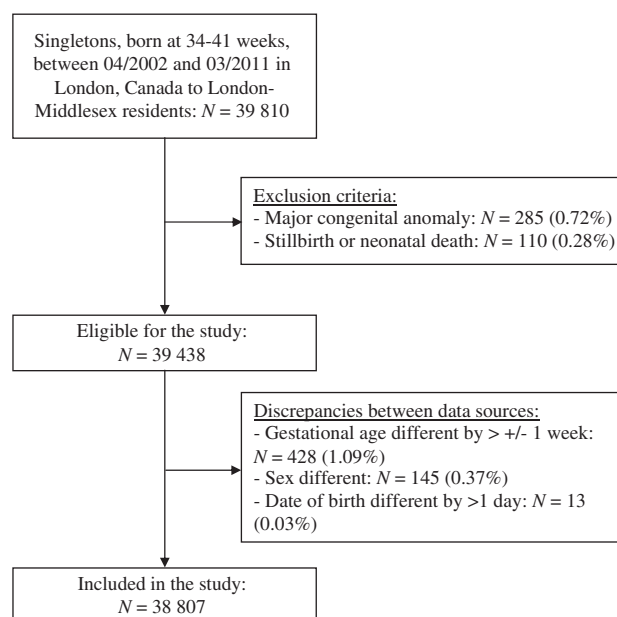 Singletons, born at 34-41 weeks,
between 04/2002 and 03/2011 in
London, Canada to London-
Middlesex residents: N = 39 810
Exclusion criteria:
- Major congenital anomaly: N = 285 (0.72%)
- Stillbirth or neonatal death: N = 110 (0.28%)
Eligible for the study:
N = 39 438
Discrepancies between data sources:
- Gestational age different by > +/- 1 week:
N = 428 (1.09%)
- Sex different: N = 145 (0.37%)
- Date of birth different by >1 day: N = 13
(0.03%)
Included in the study:
N = 38 807